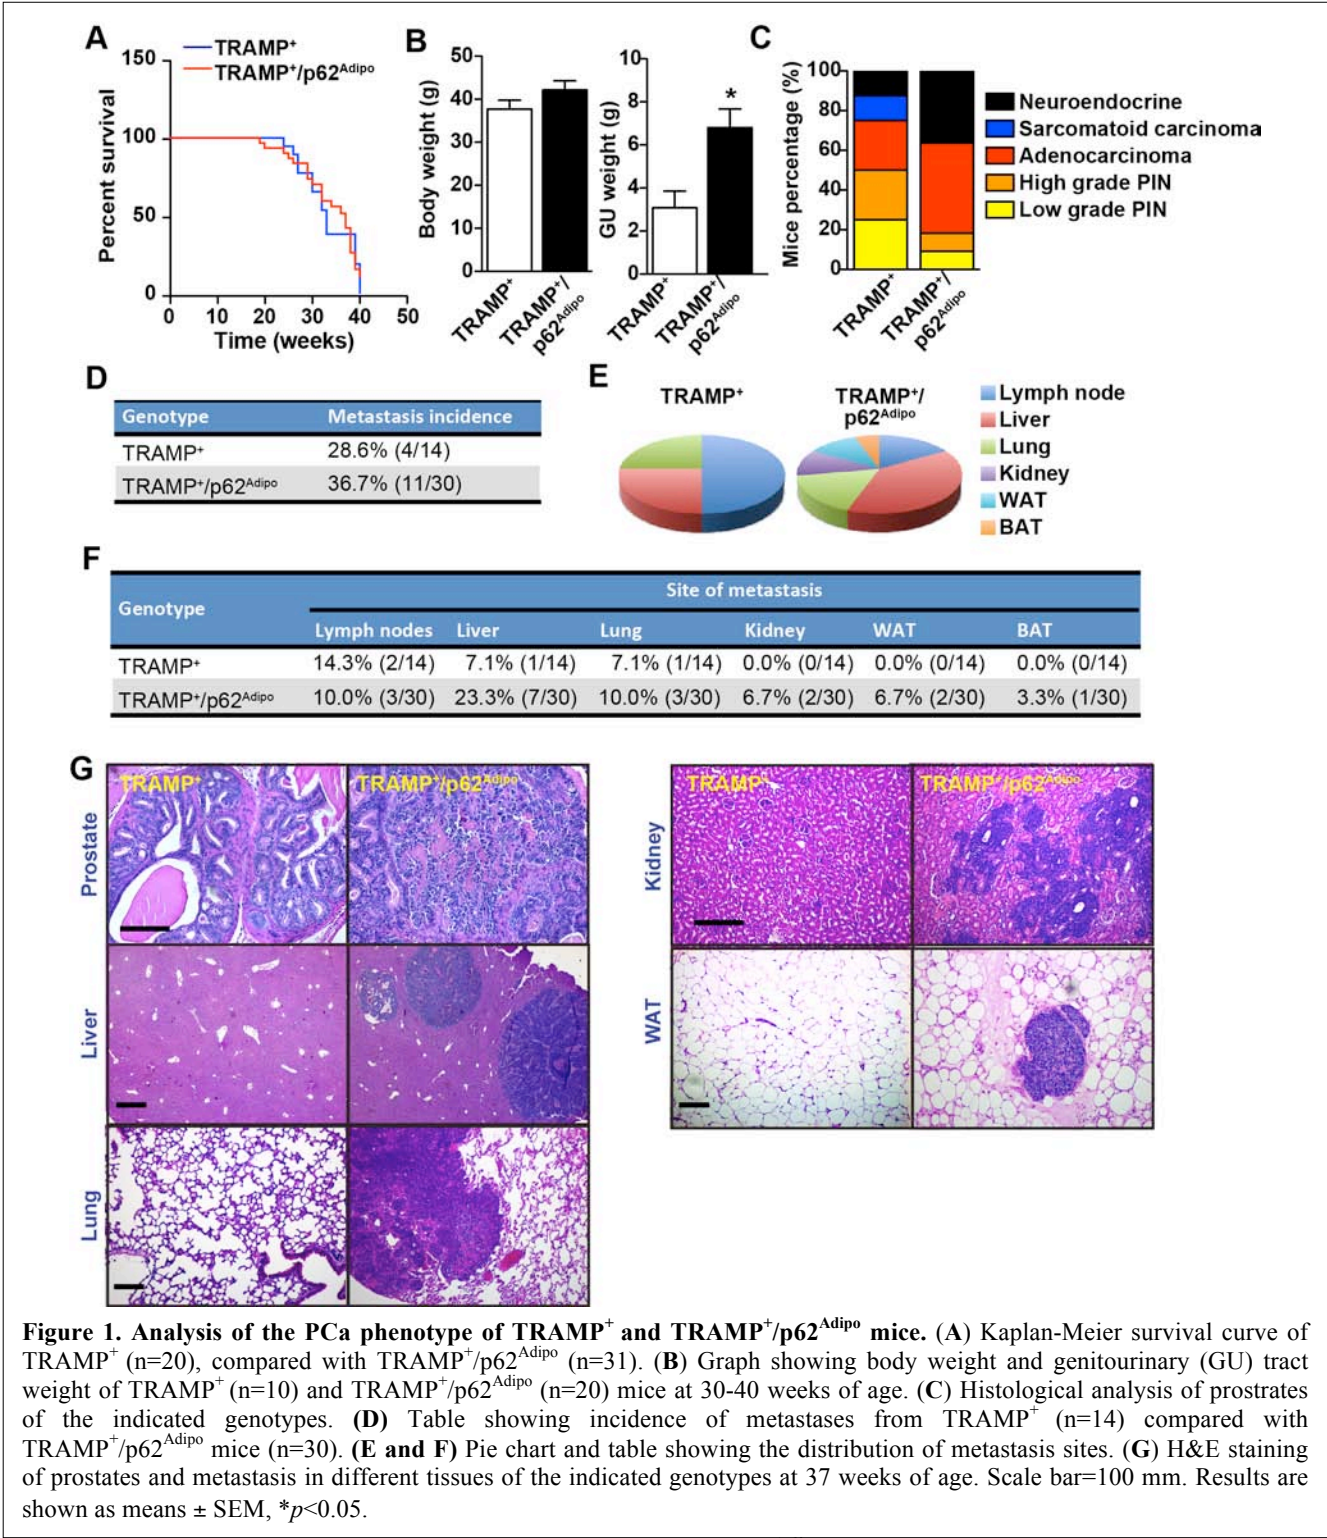 A
TRAMP⁺
TRAMP⁺/p62ᴬᵈⁱᵖᵒ
150
100
50
0
Percent survival
0 10 20 30 40 50
Time (weeks)
B
50
40
30
20
10
0
Body weight (g)
TRAMP⁺
TRAMP⁺/
p62ᴬᵈⁱᵖᵒ
10
8
6
4
2
0
GU weight (g)
*
TRAMP⁺
TRAMP⁺/
p62ᴬᵈⁱᵖᵒ
C
100
80
60
40
20
0
Mice percentage (%)
TRAMP⁺
TRAMP⁺/
p62ᴬᵈⁱᵖᵒ
Neuroendocrine
Sarcomatoid carcinoma
Adenocarcinoma
High grade PIN
Low grade PIN
D
Genotype Metastasis incidence
TRAMP⁺ 28.6% (4/14)
TRAMP⁺/p62ᴬᵈⁱᵖᵒ 36.7% (11/30)
E
TRAMP⁺
TRAMP⁺/
p62ᴬᵈⁱᵖᵒ
Lymph node
Liver
Lung
Kidney
WAT
BAT
F
Genotype Site of metastasis
Lymph nodes Liver Lung Kidney WAT BAT
TRAMP⁺ 14.3% (2/14) 7.1% (1/14) 7.1% (1/14) 0.0% (0/14) 0.0% (0/14) 0.0% (0/14)
TRAMP⁺/p62ᴬᵈⁱᵖᵒ 10.0% (3/30) 23.3% (7/30) 10.0% (3/30) 6.7% (2/30) 6.7% (2/30) 3.3% (1/30)
G
TRAMP⁺ TRAMP⁺/p62ᴬᵈⁱᵖᵒ
Prostate
Liver
Lung
TRAMP⁺ TRAMP⁺/p62ᴬᵈⁱᵖᵒ
Kidney
WAT
Figure 1. Analysis of the PCa phenotype of TRAMP⁺ and TRAMP⁺/p62ᴬᵈⁱᵖᵒ mice. (A) Kaplan-Meier survival curve of
TRAMP⁺ (n=20), compared with TRAMP⁺/p62ᴬᵈⁱᵖᵒ (n=31). (B) Graph showing body weight and genitourinary (GU) tract
weight of TRAMP⁺ (n=10) and TRAMP⁺/p62ᴬᵈⁱᵖᵒ (n=20) mice at 30-40 weeks of age. (C) Histological analysis of prostrates
of the indicated genotypes. (D) Table showing incidence of metastases from TRAMP⁺ (n=14) compared with
TRAMP⁺/p62ᴬᵈⁱᵖᵒ mice (n=30). (E and F) Pie chart and table showing the distribution of metastasis sites. (G) H&E staining
of prostates and metastasis in different tissues of the indicated genotypes at 37 weeks of age. Scale bar=100 mm. Results are
shown as means ± SEM, *p<0.05.